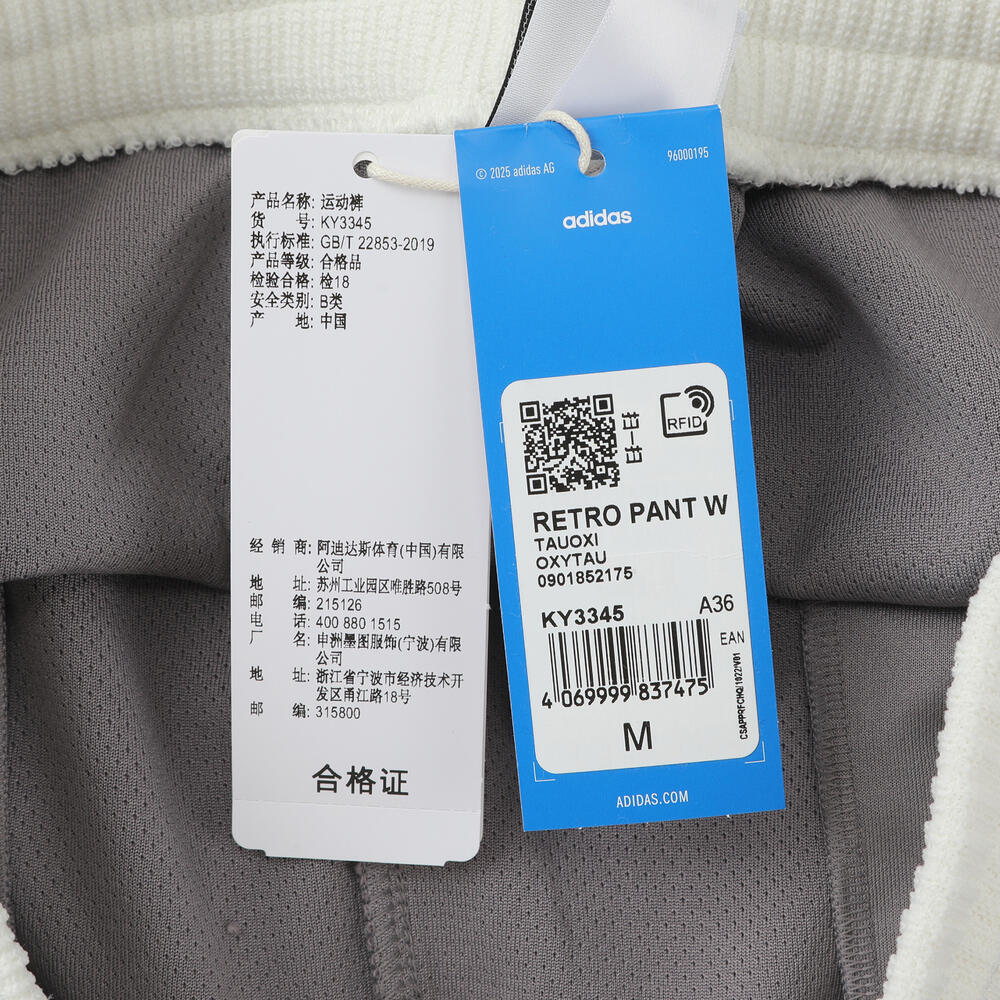 产品名称: 运动裤
货 号: KY3345
执行标准: GB/T 22853-2019
产品等级: 合格品
检验合格: 检18
安全类别: B类
产 地: 中国
经 销 商: 阿迪达斯体育(中国)有限
公司
地 址: 苏州工业园区唯胜路508号
邮 编: 215126
电 话: 400 880 1515
厂 名: 申洲墨图服饰(宁波)有限
公司
地 址: 浙江省宁波市经济技术开
发区甬江路18号
邮 编: 315800
合格证
© 2025 adidas AG
96000195
adidas
RFID
RETRO PANT W
TAUOXI
OXYTAU
0901852175
KY3345
A36
EAN
4 069999 837475
CSAPPRFCHQ/1022/V01
M
ADIDAS.COM